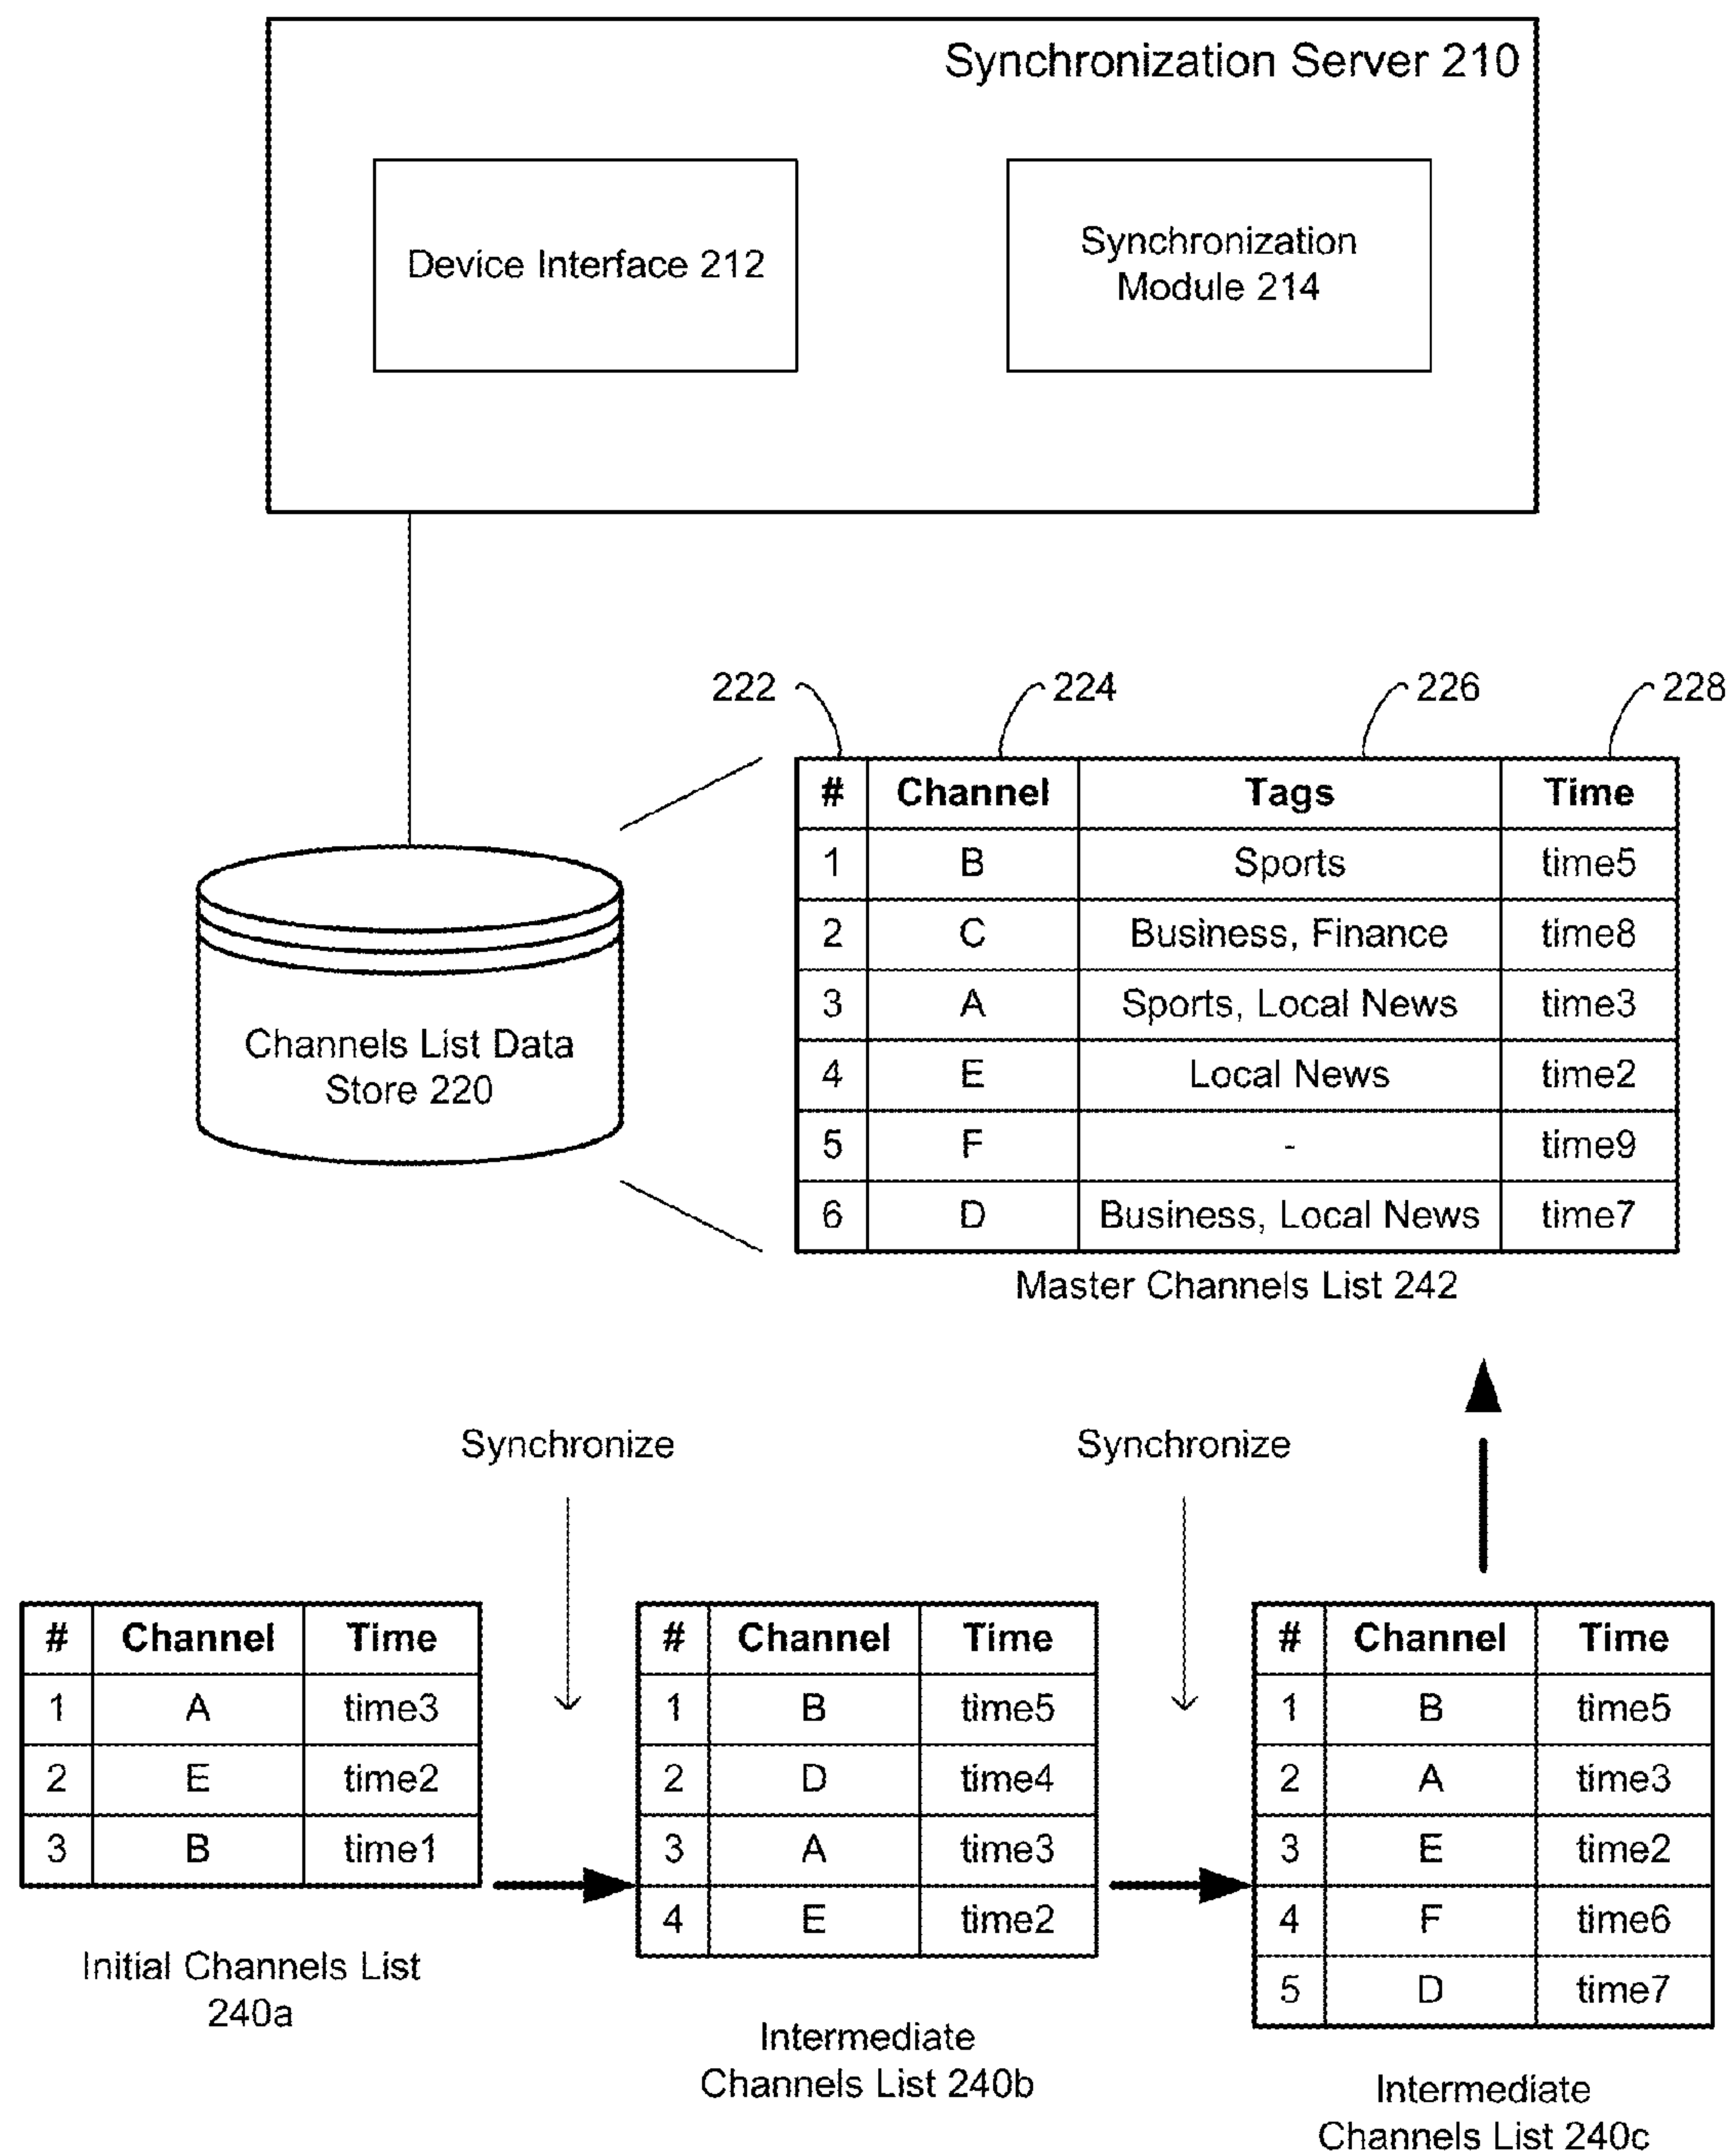 Synchronization Server 210
Device Interface 212
Synchronization
Module 214
222 224 226 228
# Channel Tags Time
1 B Sports time5
2 C Business, Finance time8
3 A Sports, Local News time3
4 E Local News time2
5 F - time9
6 D Business, Local News time7
Master Channels List 242
Channels List Data
Store 220
Synchronize
Synchronize
# Channel Time
1 A time3
2 E time2
3 B time1
Initial Channels List
240a
# Channel Time
1 B time5
2 D time4
3 A time3
4 E time2
Intermediate
Channels List 240b
# Channel Time
1 B time5
2 A time3
3 E time2
4 F time6
5 D time7
Intermediate
Channels List 240c